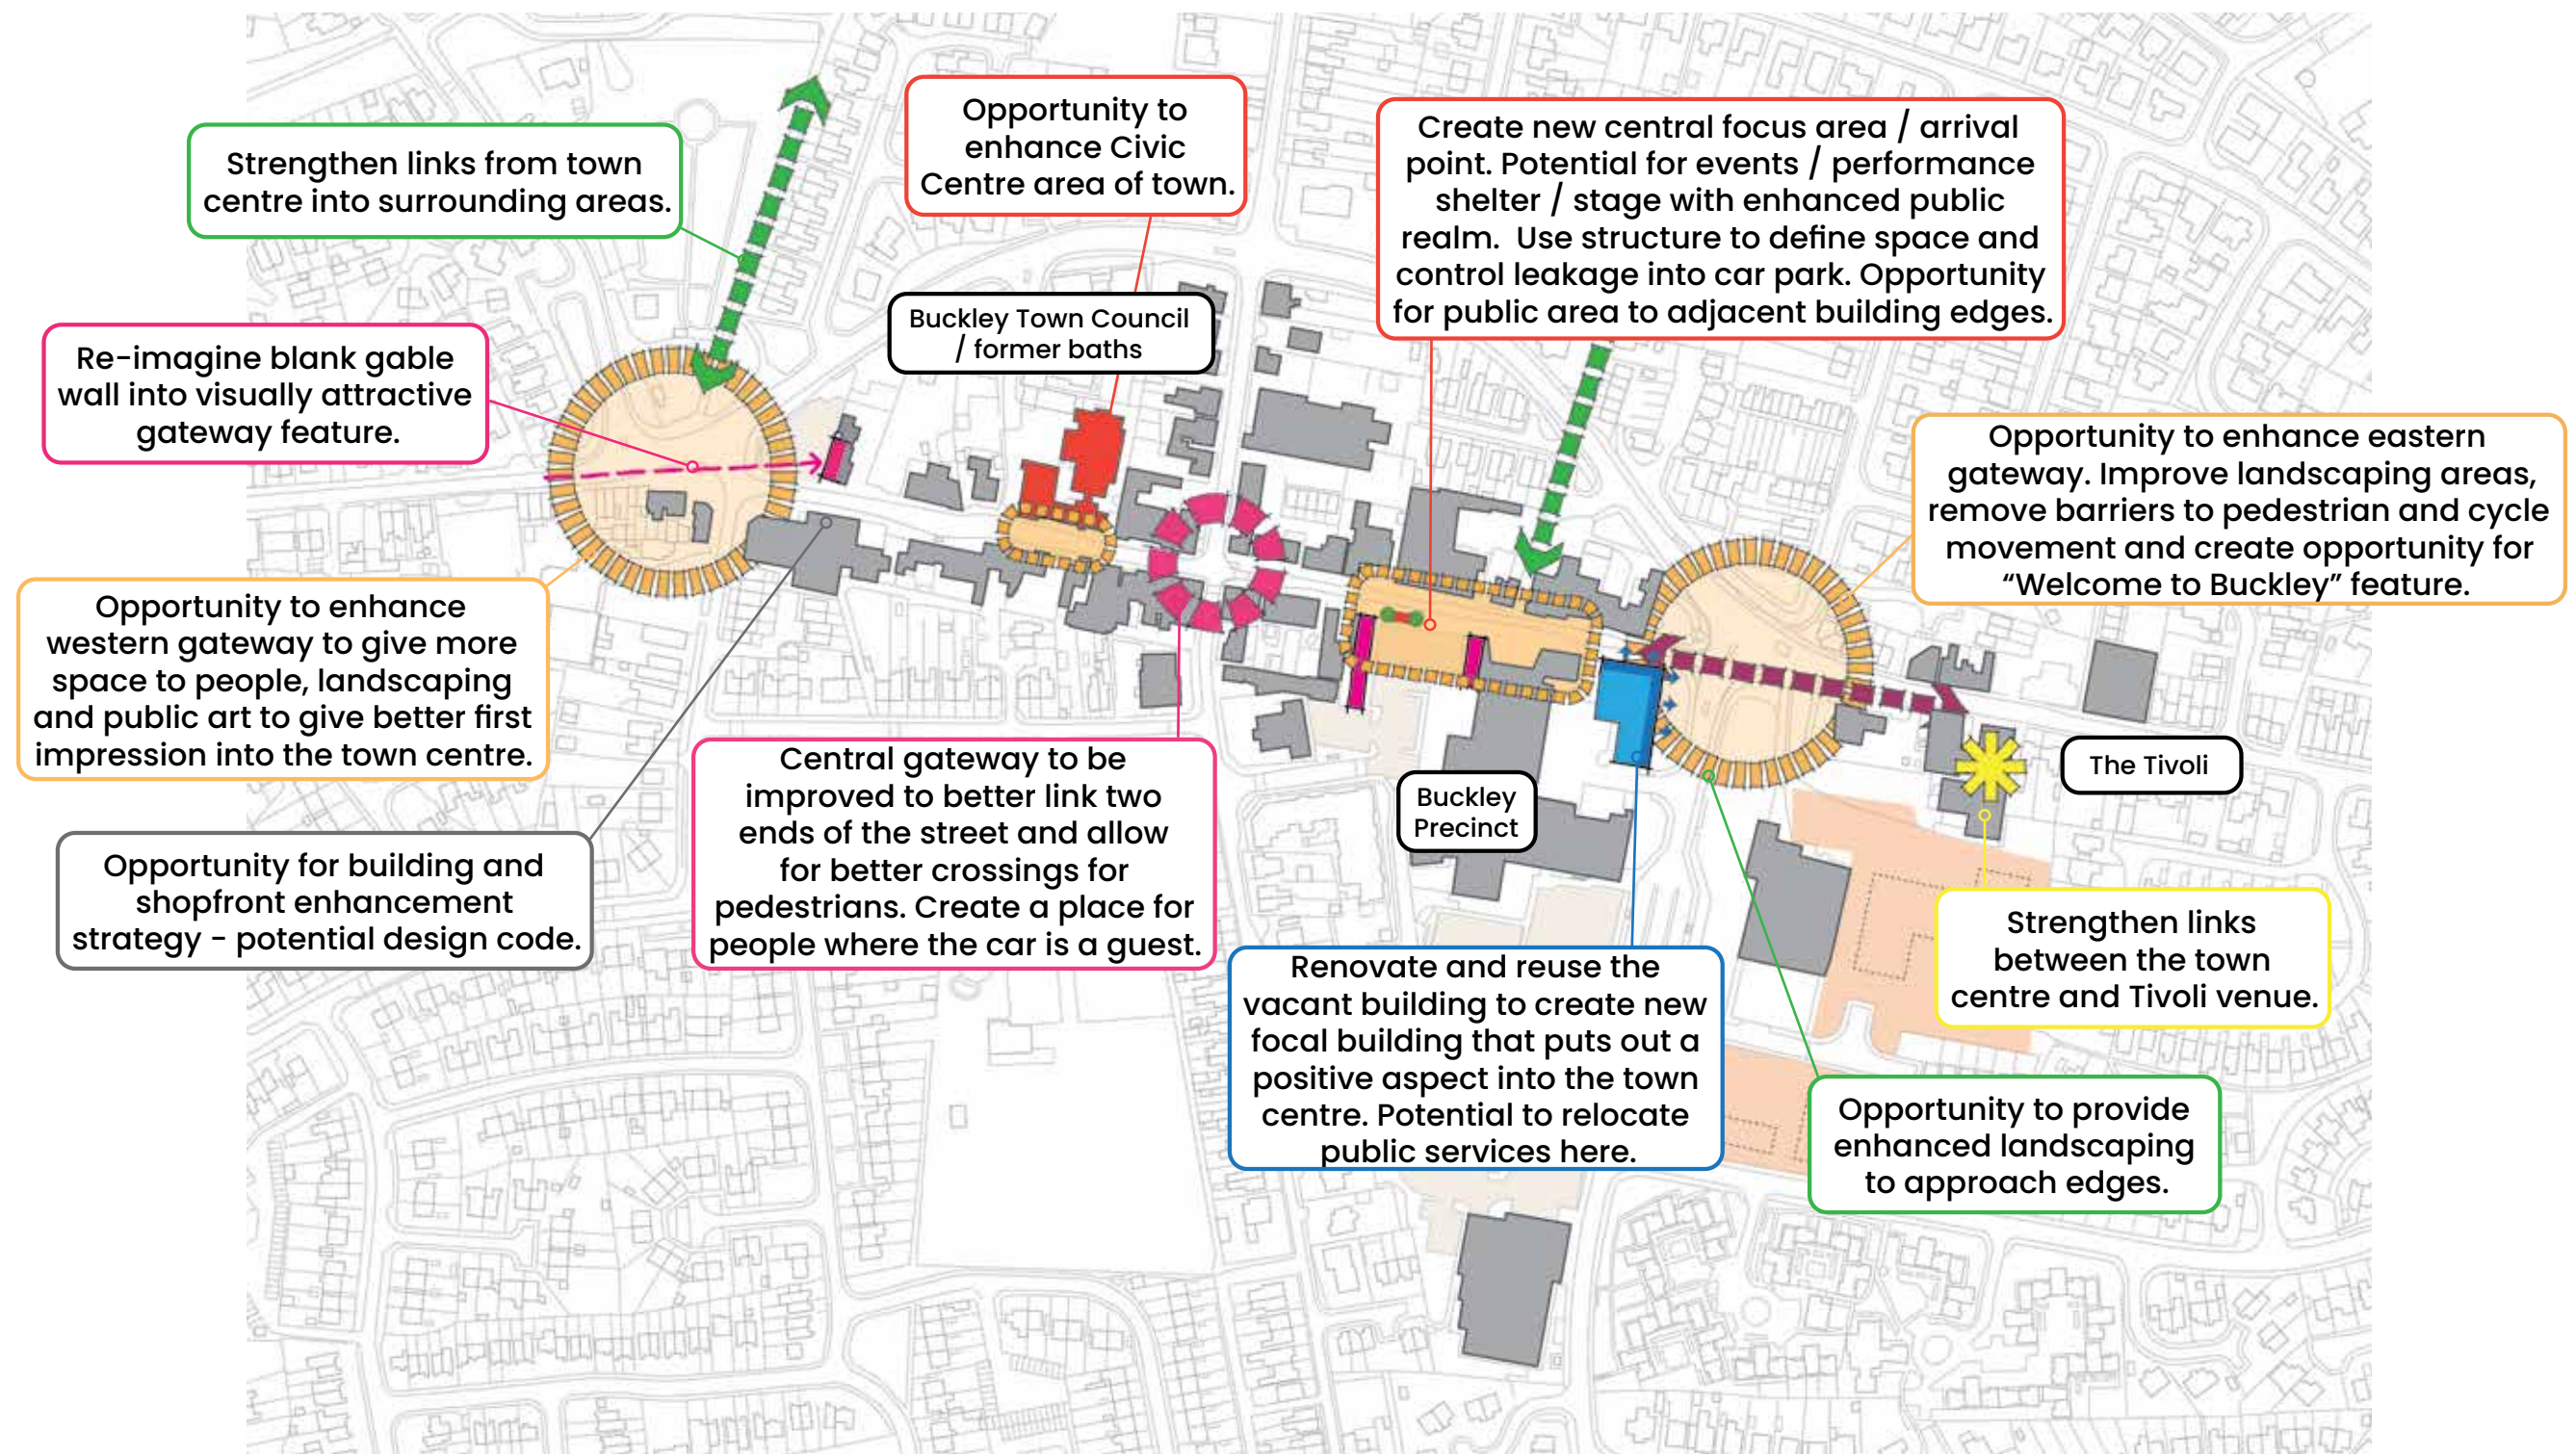 Strengthen links from town
centre into surrounding areas.
Opportunity to
enhance Civic
Centre area of town.
Create new central focus area / arrival
point. Potential for events / performance
shelter / stage with enhanced public
realm.  Use structure to define space and
control leakage into car park. Opportunity
for public area to adjacent building edges.
Buckley Town Council
/ former baths
Re-imagine blank gable
wall into visually attractive
gateway feature.
Opportunity to enhance eastern
gateway. Improve landscaping areas,
remove barriers to pedestrian and cycle
movement and create opportunity for
“Welcome to Buckley” feature.
Opportunity to enhance
western gateway to give more
space to people, landscaping
and public art to give better first
impression into the town centre.
Central gateway to be
improved to better link two
ends of the street and allow
for better crossings for
pedestrians. Create a place for
people where the car is a guest.
The Tivoli
Buckley
Precinct
Opportunity for building and
shopfront enhancement
strategy - potential design code.
Strengthen links
between the town
centre and Tivoli venue.
Renovate and reuse the
vacant building to create new
focal building that puts out a
positive aspect into the town
centre. Potential to relocate
public services here.
Opportunity to provide
enhanced landscaping
to approach edges.